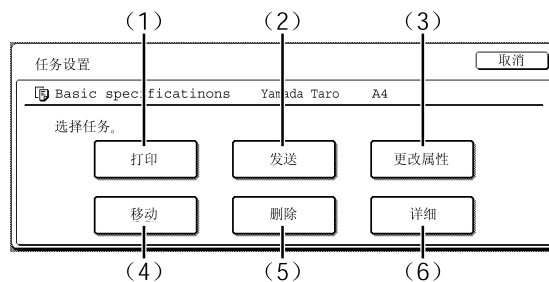 (1) (2) (3)
任务设置 取消
Basic specificatinons Yamada Taro A4
选择任务。
打印 发送 更改属性
移动 删除 详细
(4) (5) (6)